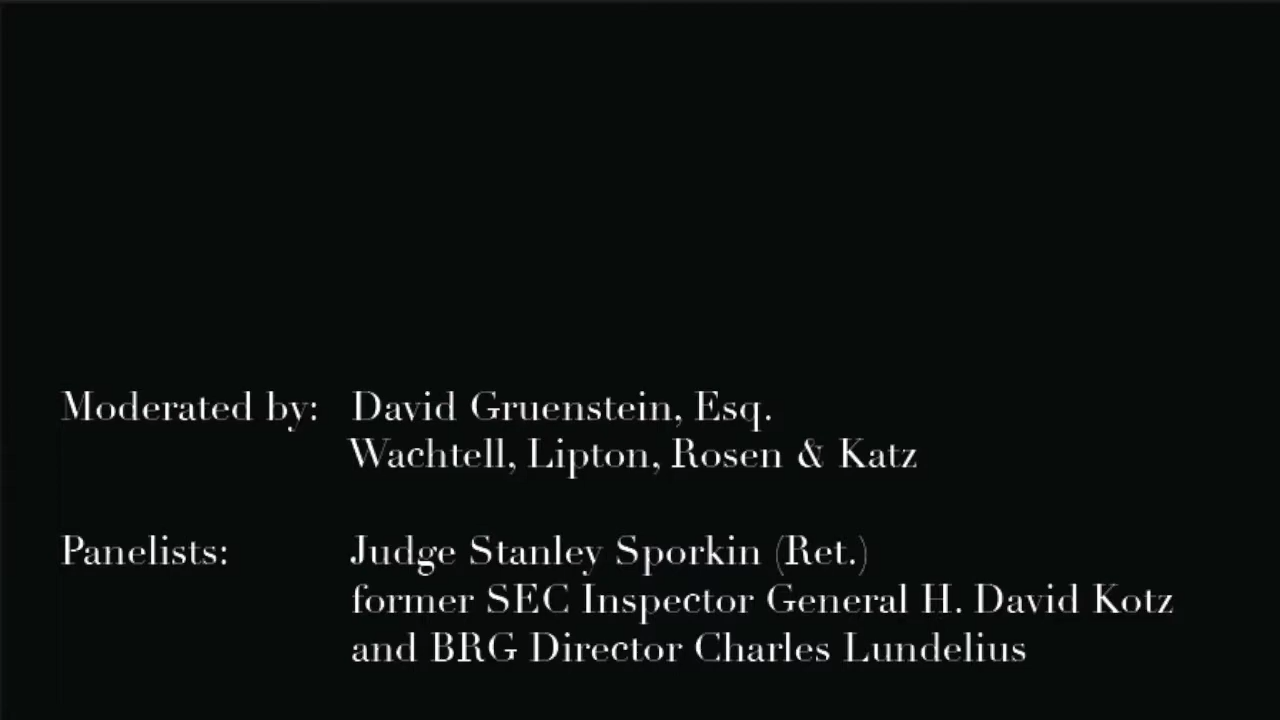 Moderated by: David Gruenstein, Esq.
Wachtell, Lipton, Rosen & Katz
Panelists: Judge Stanley Sporkin (Ret.)
former SEC Inspector General H. David Kotz
and BRG Director Charles Lundelius